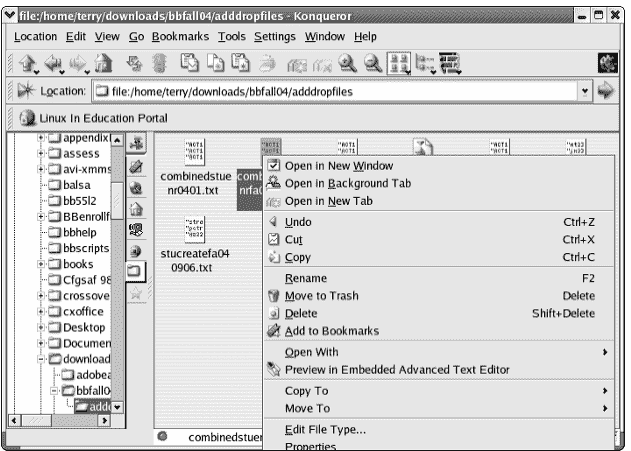 file:/home/terry/downloads/bbfall04/adddropfiles - Konqueror
Location Edit View Go Bookmarks Tools Settings Window Help
Location: file:/home/terry/downloads/bbfall04/adddropfiles
Linux In Education Portal
assess
avi-xmms
balsa
bb55l2
BBenrollf
bbhelp
bbscripts
books
Cfgsaf 98
crossove
cxoffice
Desktop
Documen
download
adobea
bbfall0
addd
combinedstue
nr0401.txt
comb
nrfa0
stucreatefa04
0906.txt
Open in New Window
Open in Background Tab
Open in New Tab
Undo Ctrl+Z
Cut Ctrl+X
Copy Ctrl+C
Rename F2
Move to Trash Delete
Delete Shift+Delete
Add to Bookmarks
Open With
Preview in Embedded Advanced Text Editor
Copy To
Move To
Edit File Type...
Properties
combinedstuen